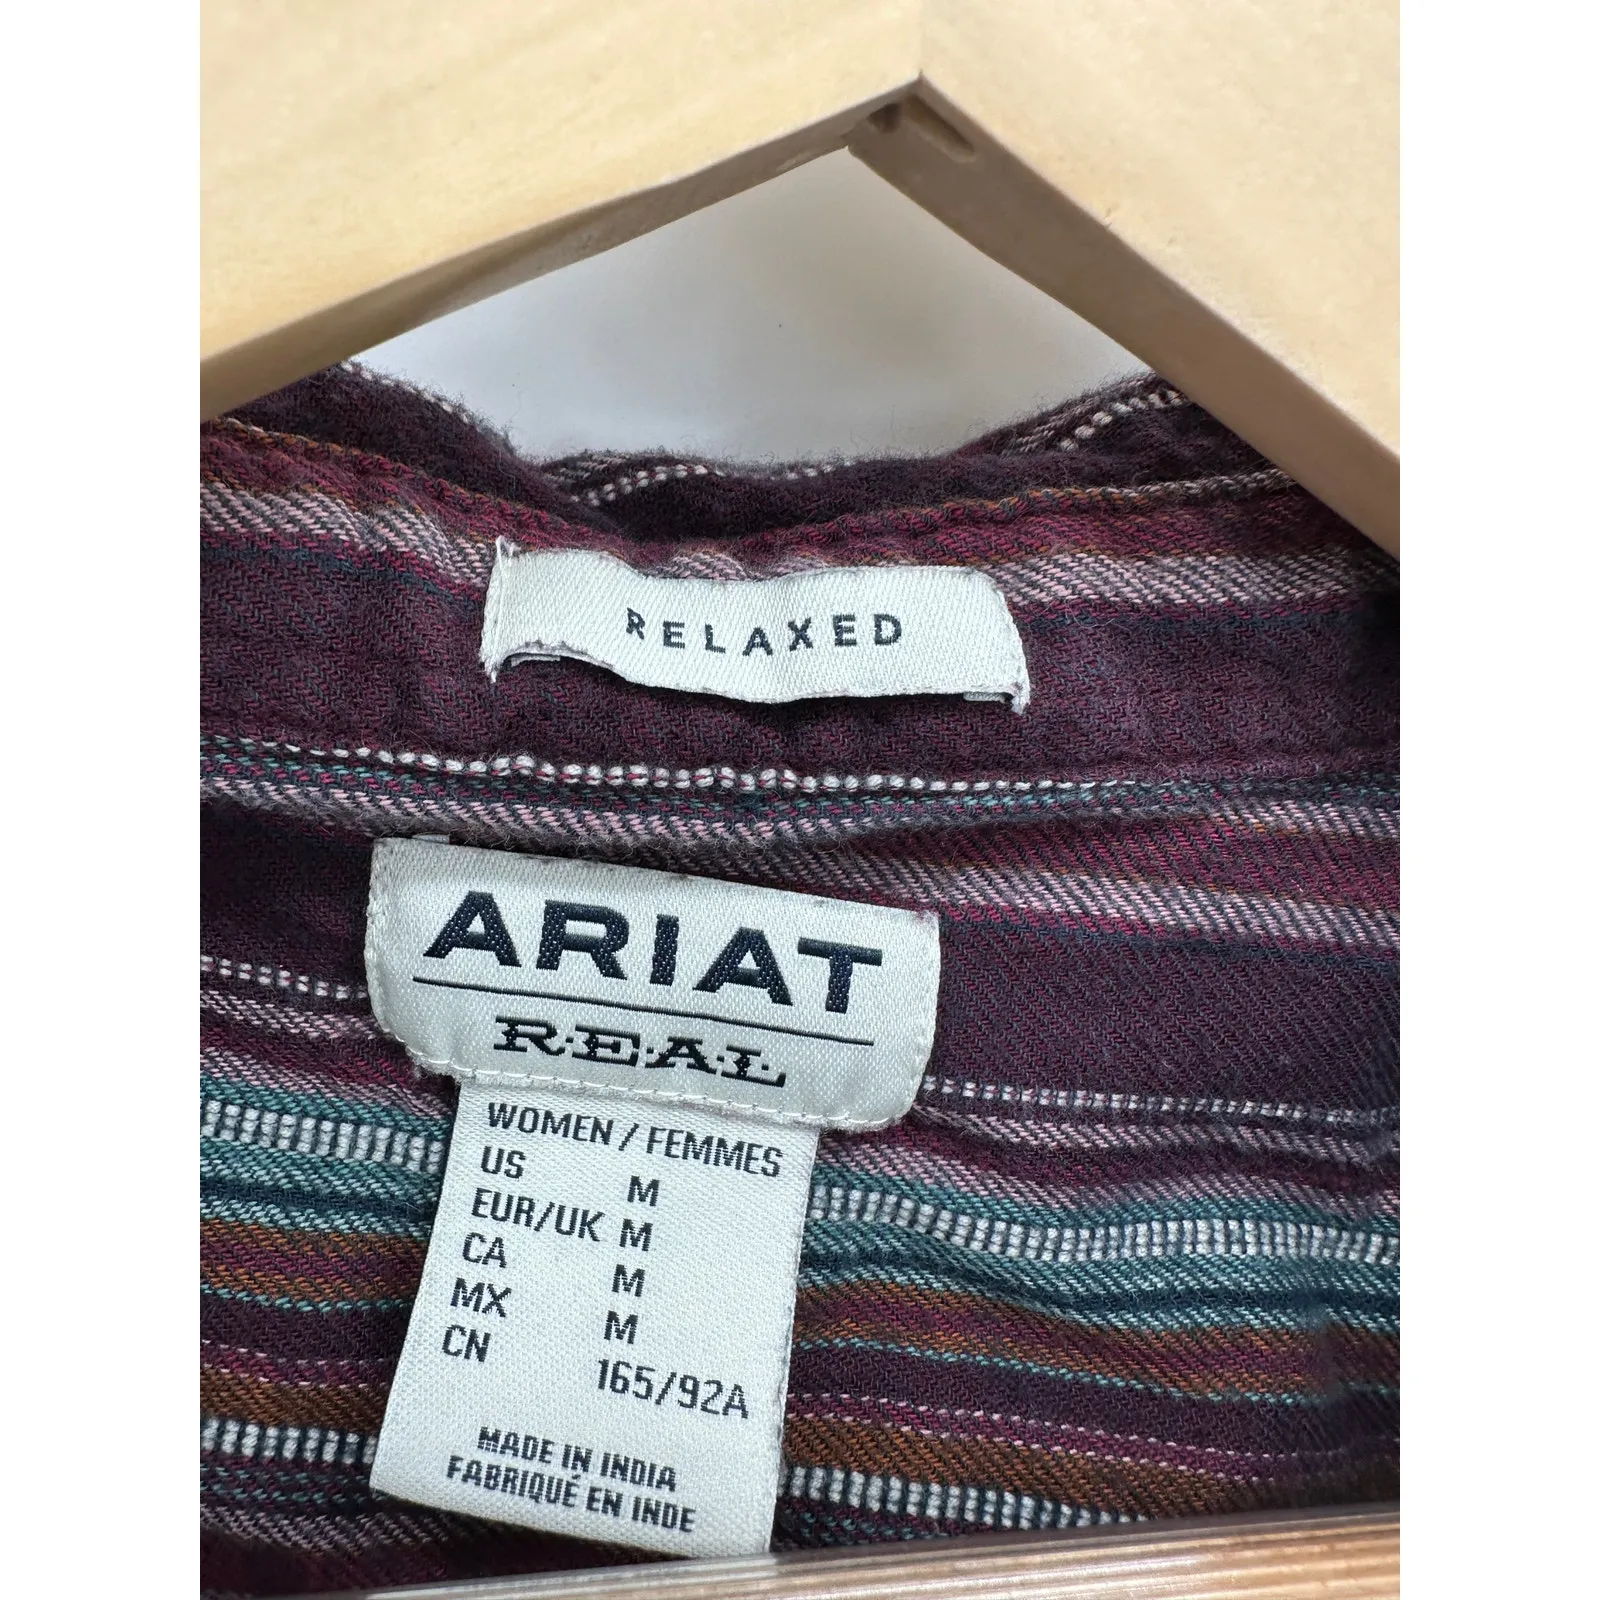 RELAXED
ARIAT
R·E·A·L
WOMEN / FEMMES
US M
EUR/UK M
CA M
MX M
CN 165/92A
MADE IN INDIA
FABRIQUÉ EN INDE